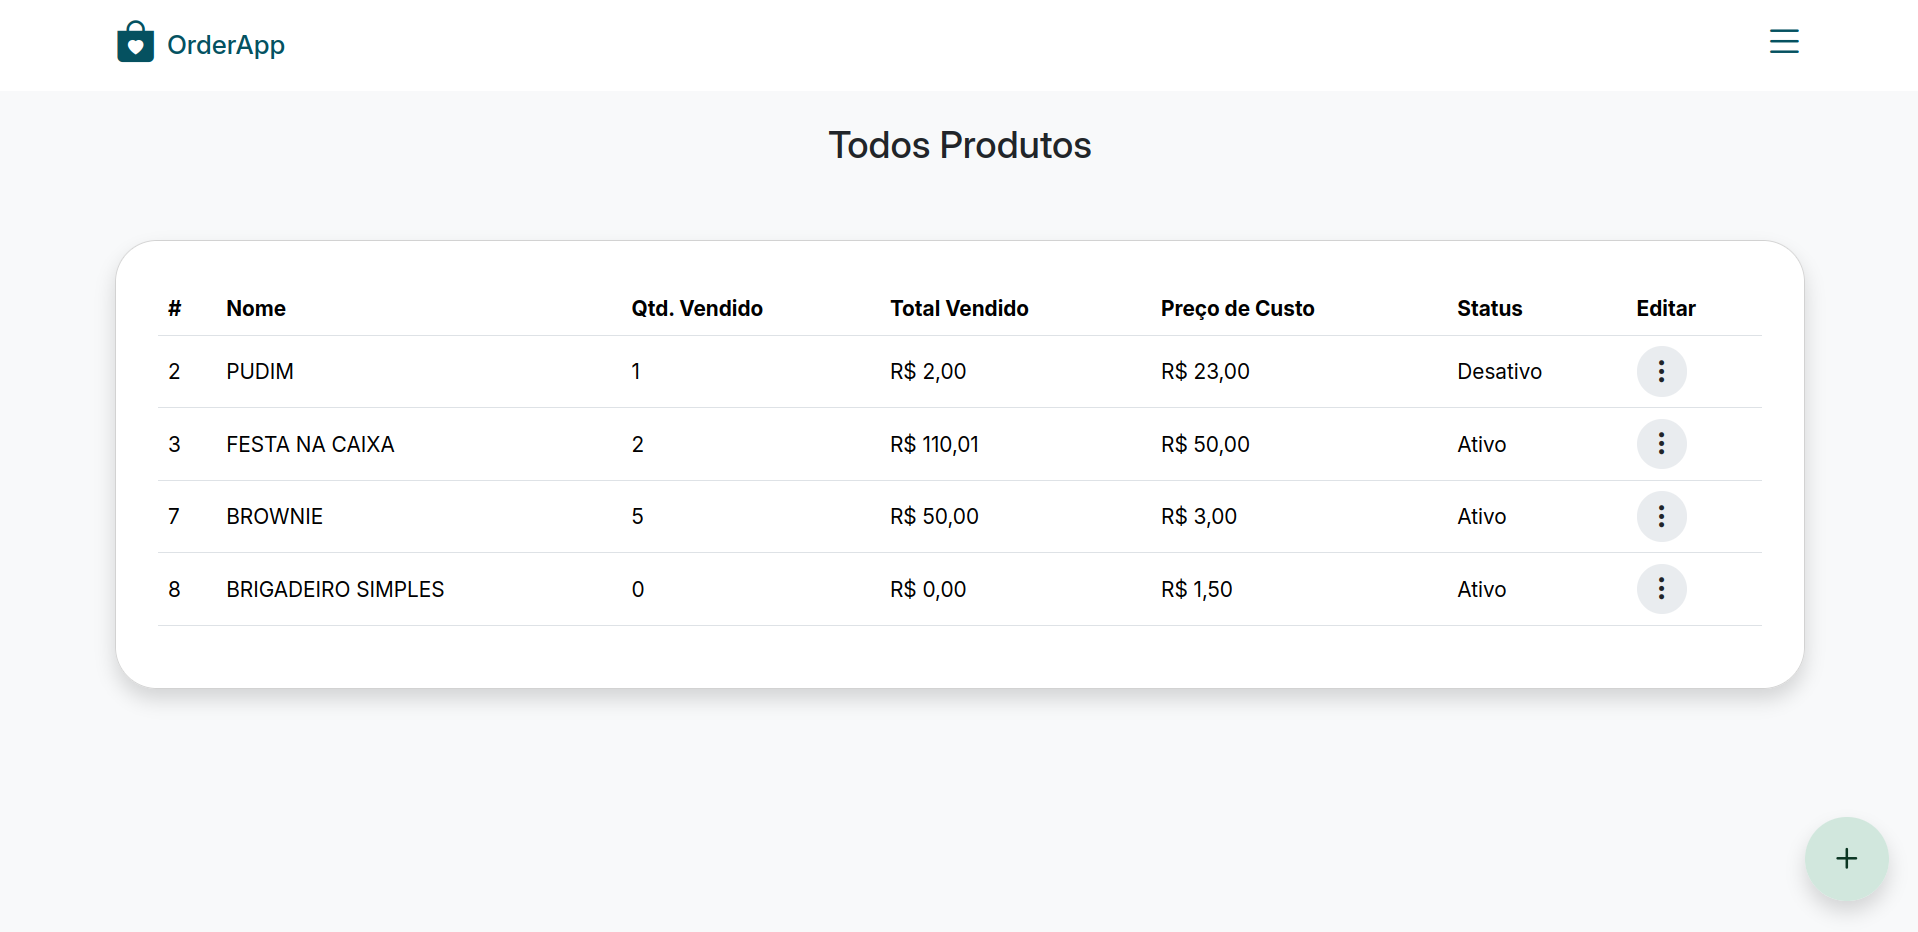 OrderApp
Todos Produtos
# Nome Qtd. Vendido Total Vendido Preço de Custo Status Editar
2 PUDIM 1 R$ 2,00 R$ 23,00 Desativo
3 FESTA NA CAIXA 2 R$ 110,01 R$ 50,00 Ativo
7 BROWNIE 5 R$ 50,00 R$ 3,00 Ativo
8 BRIGADEIRO SIMPLES 0 R$ 0,00 R$ 1,50 Ativo
+